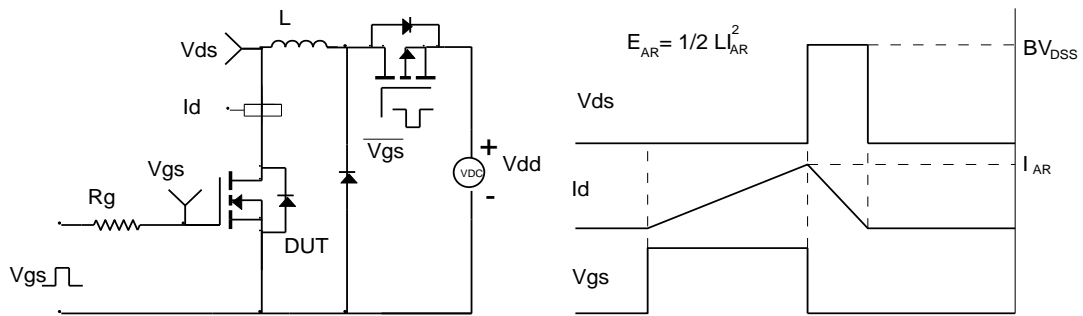 L
Vds
Id
Vgs
Rg
DUT
Vgs
Vgs
VDC
+
-
Vdd
E_AR = 1/2 LI_AR^2
BV_DSS
Vds
I_AR
Id
Vgs